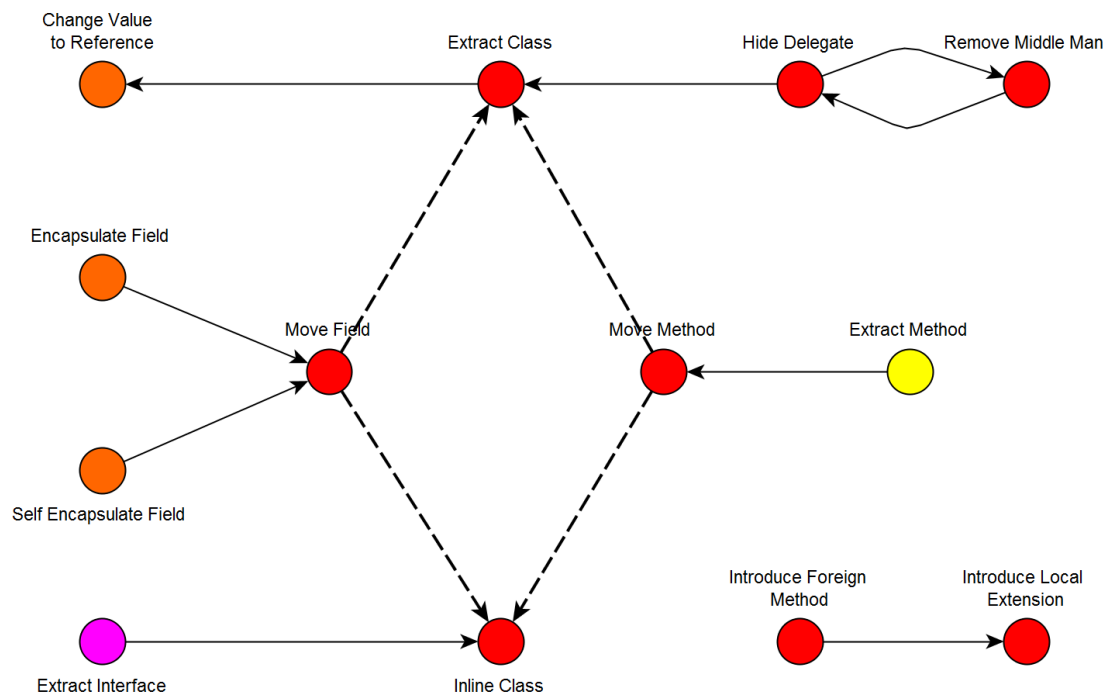 Change Value
to Reference
Extract Class
Hide Delegate
Remove Middle Man
Encapsulate Field
Move Field
Move Method
Extract Method
Self Encapsulate Field
Introduce Foreign
Method
Introduce Local
Extension
Extract Interface
Inline Class